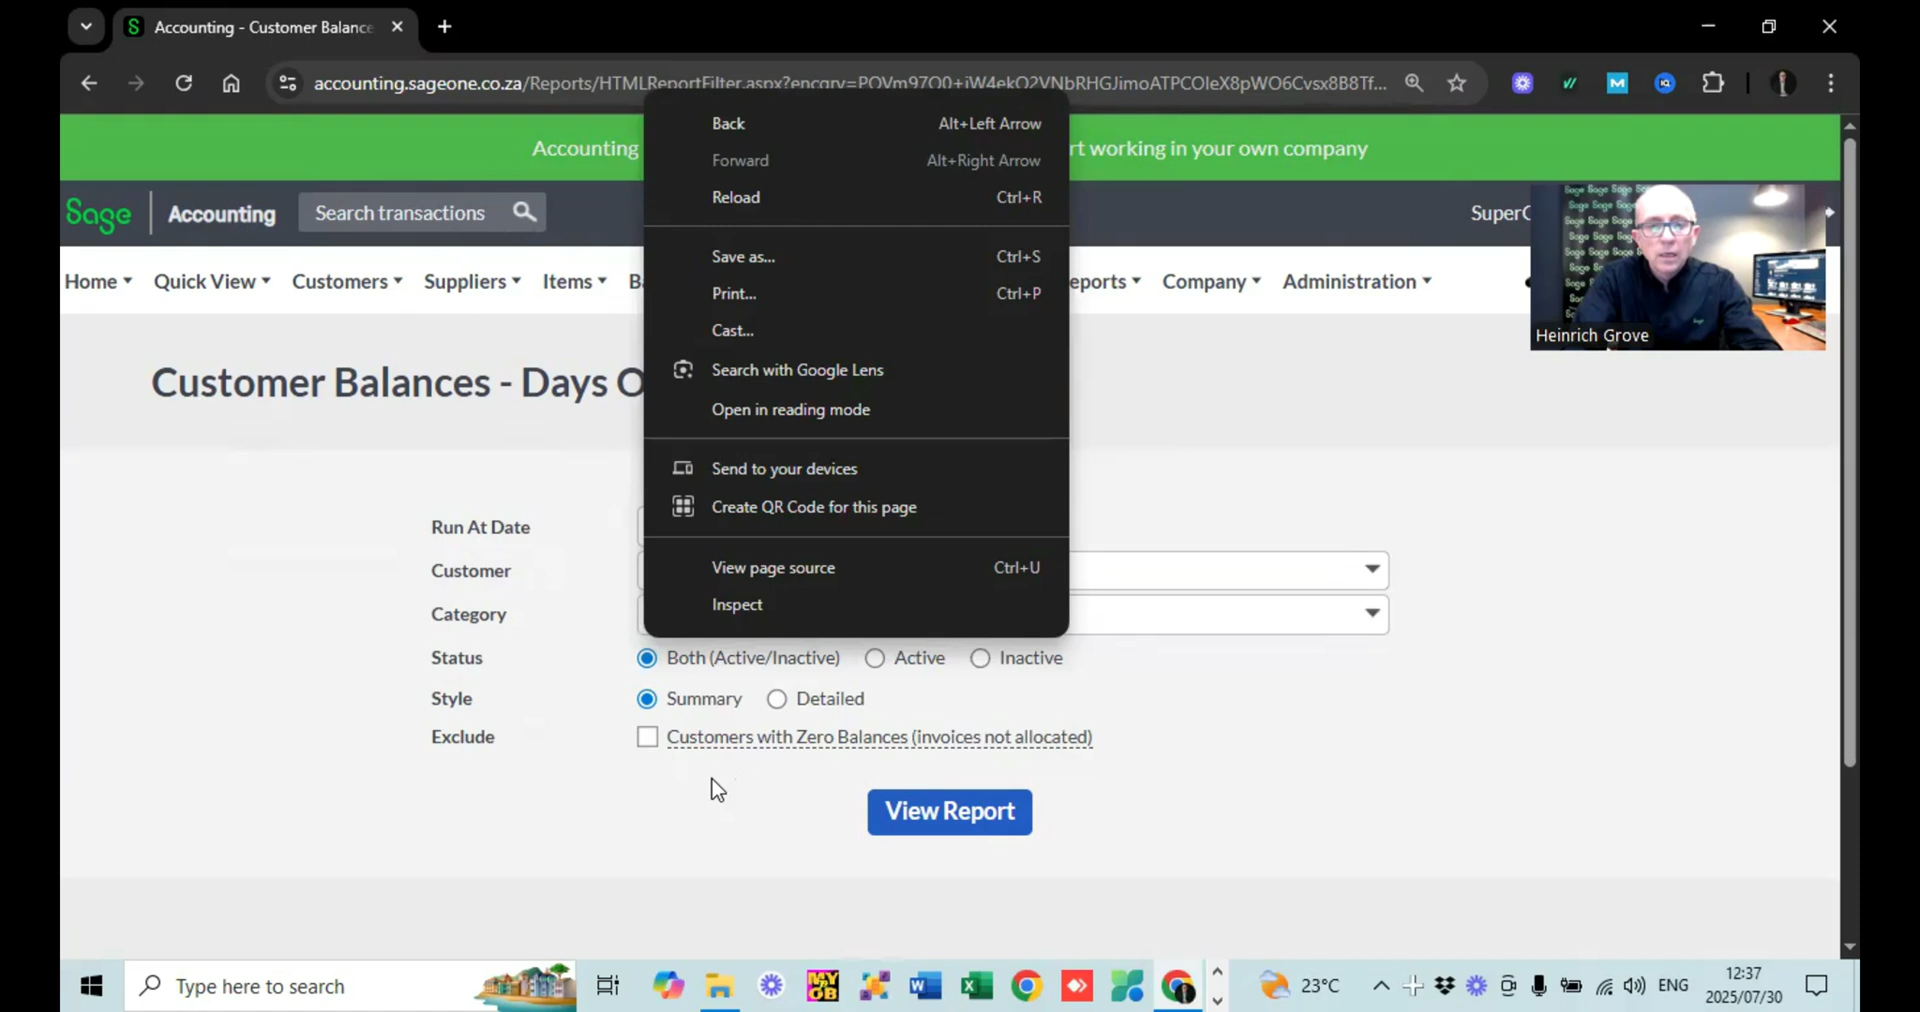 Accounting - Customer Balance
accounting.sageone.co.za/Reports/HTMLReportFilter.aspx?
Accounting
rt working in your own company
Sage
Accounting
Search transactions
Home
Quick View
Customers
Suppliers
Items
B
eports
Company
Administration
Heinrich Grove
Customer Balances - Days O
Back Alt+Left Arrow
Forward Alt+Right Arrow
Reload Ctrl+R
Save as... Ctrl+S
Print... Ctrl+P
Cast...
Search with Google Lens
Open in reading mode
Send to your devices
Create QR Code for this page
View page source Ctrl+U
Inspect
Run At Date
Customer
Category
Status Both (Active/Inactive) Active Inactive
Style Summary Detailed
Exclude Customers with Zero Balances (invoices not allocated)
View Report
Type here to search
MY
OB
23°C
ENG
12:37
2025/07/30